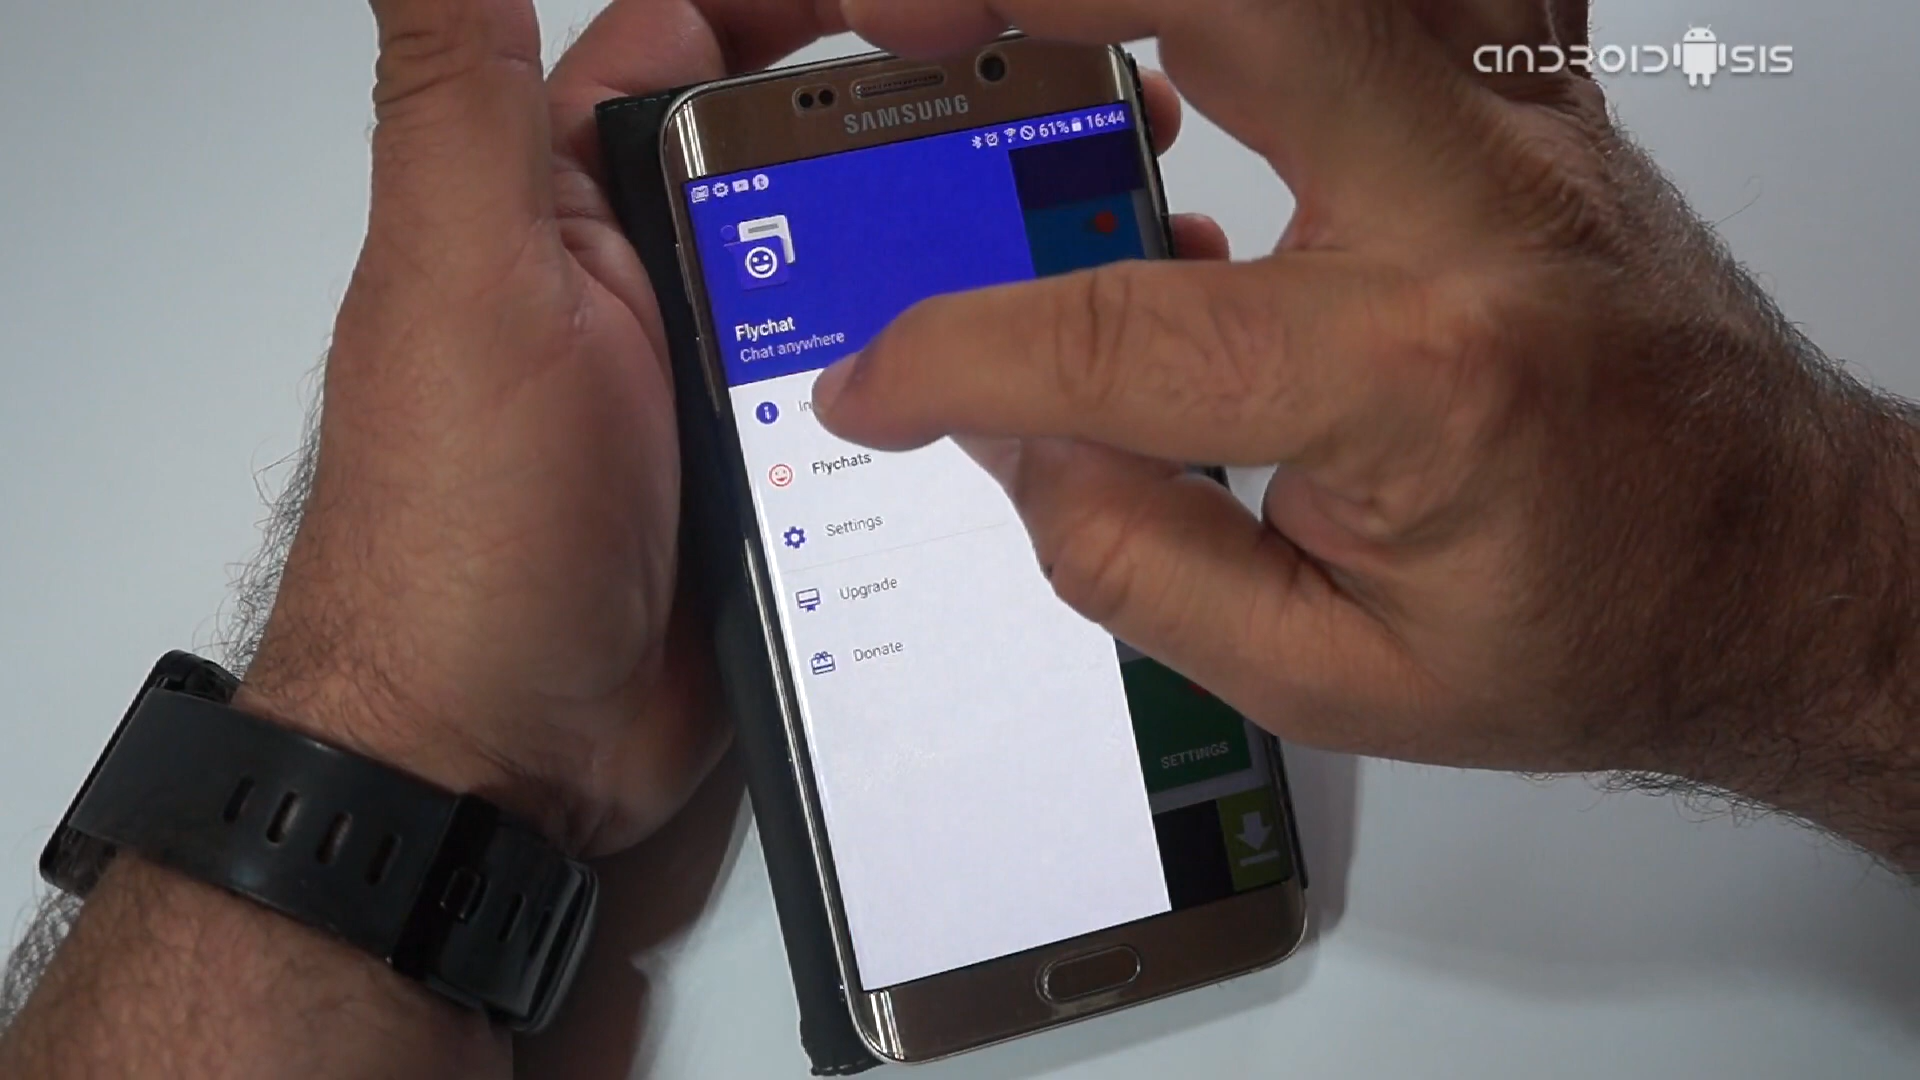 ANDROIDSIS
SAMSUNG
61% 16:44
Flychat
Chat anywhere
Flychats
Settings
Upgrade
Donate
SETTINGS